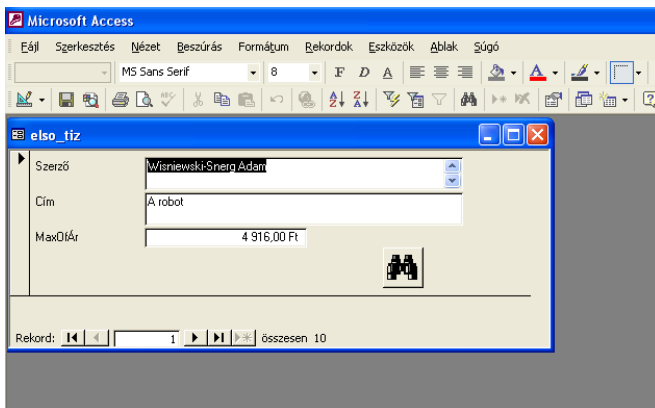 Microsoft Access
Fájl Szerkesztés Nézet Beszúrás Formátum Rekordok Eszközök Ablak Súgó
MS Sans Serif 8 F D A
elso_tiz
Szerző Wisniewski-Snerg Adam
Cím A robot
MaxOfÁr 4 916,00 Ft
Rekord: 1 összesen 10